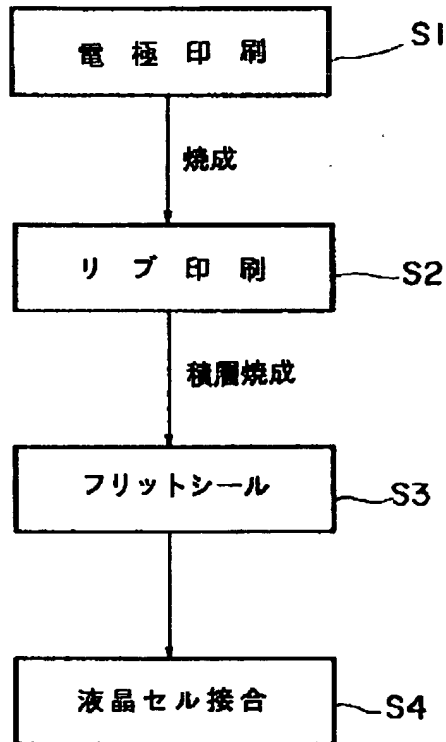 電極印刷
S1
焼成
リブ印刷
S2
積層焼成
フリットシール
S3
液晶セル接合
S4